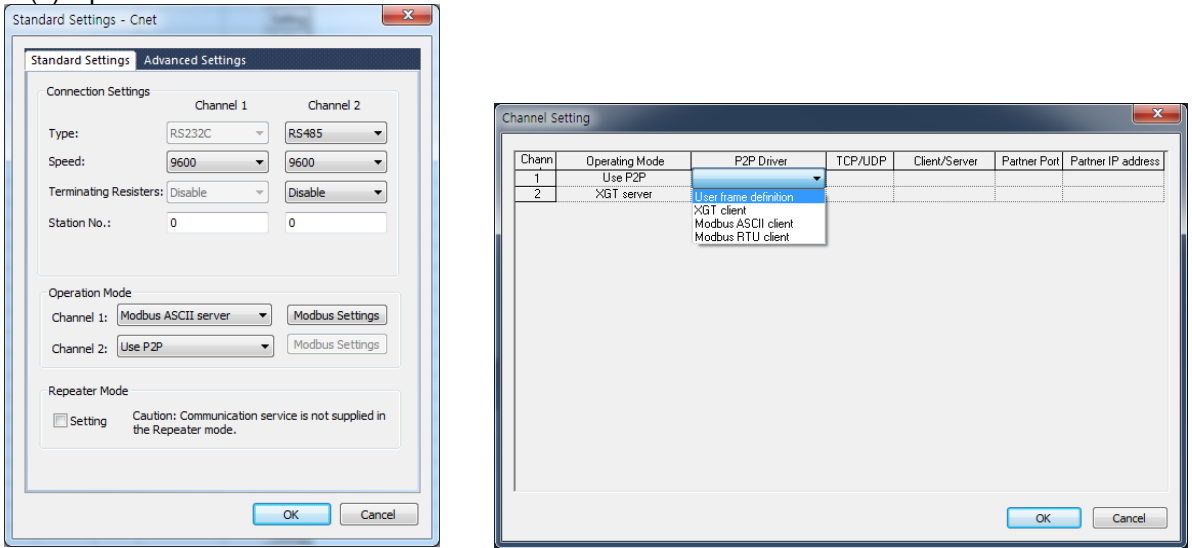 Standard Settings - Cnet
Standard Settings Advanced Settings
Connection Settings
Channel 1 Channel 2
Type: RS232C RS485
Speed: 9600 9600
Terminating Resisters: Disable Disable
Station No.: 0 0
Operation Mode
Channel 1: Modbus ASCII server Modbus Settings
Channel 2: Use P2P Modbus Settings
Repeater Mode
Setting Caution: Communication service is not supplied in
the Repeater mode.
OK Cancel
Channel Setting
Chann Operating Mode P2P Driver TCP/UDP Client/Server Partner Port Partner IP address
1 Use P2P
2 XGT server
User frame definition
XGT client
Modbus ASCII client
Modbus RTU client
OK Cancel